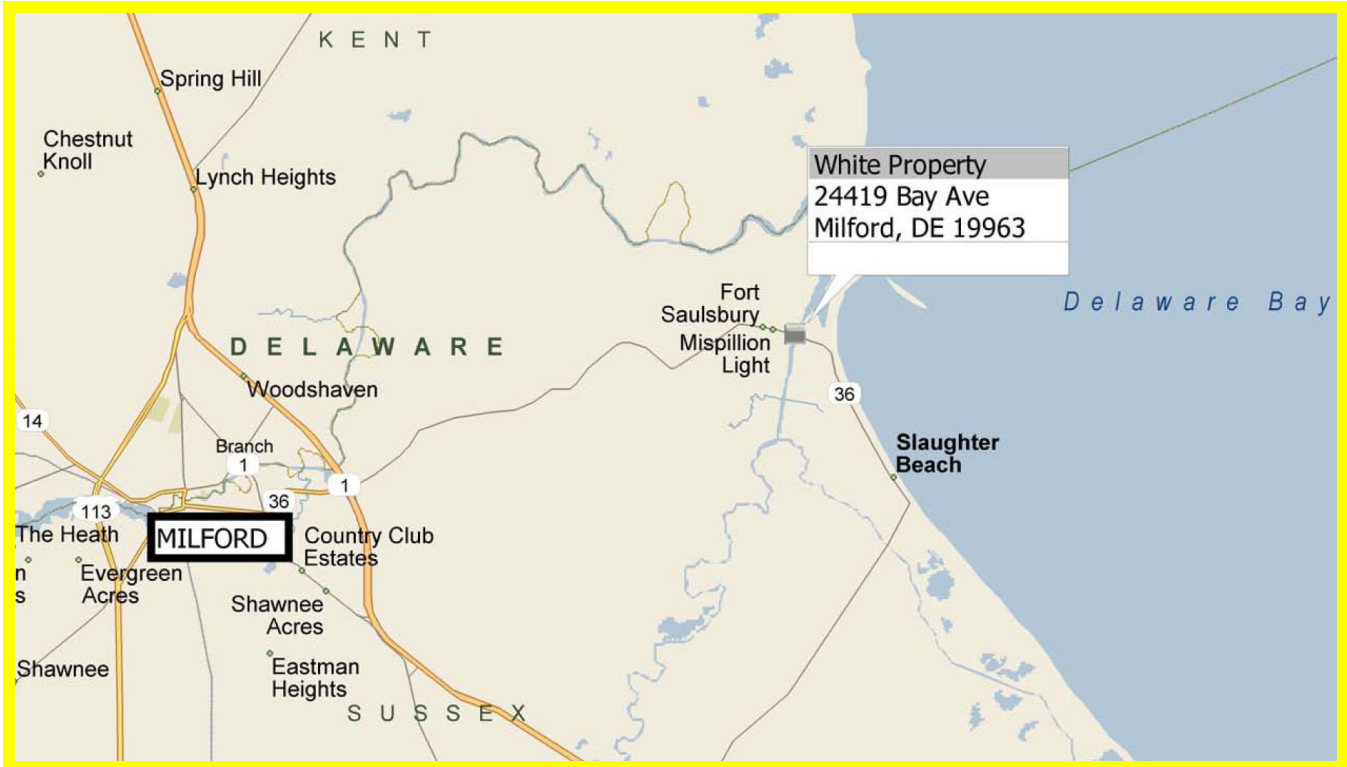 K E N T
Spring Hill
Chestnut
Knoll
Lynch Heights
White Property
24419 Bay Ave
Milford, DE 19963
Fort
Saulsbury
Mispillion
Light
Delaware Bay
DELAWARE
Woodshaven
36
14
Branch
1
Slaughter
Beach
1
36
113
MILFORD
The Heath
Country Club
Estates
n
s
Evergreen
Acres
Shawnee
Acres
Shawnee
Eastman
Heights
SUSSEX